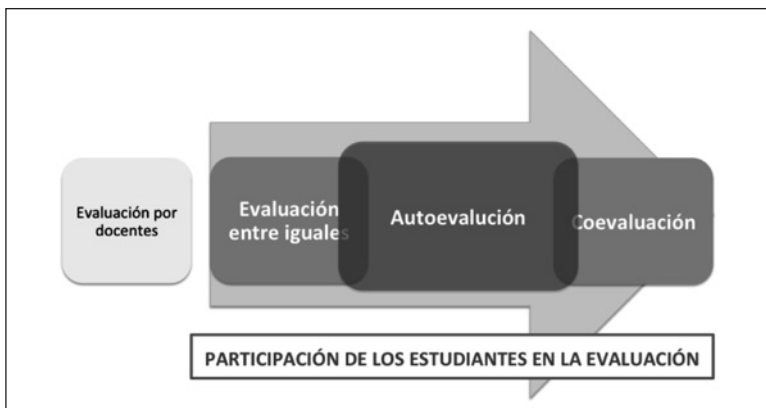 Evaluación por
docentes
Evaluación
entre iguales
Autoevalución
Coevaluación
PARTICIPACIÓN DE LOS ESTUDIANTES EN LA EVALUACIÓN